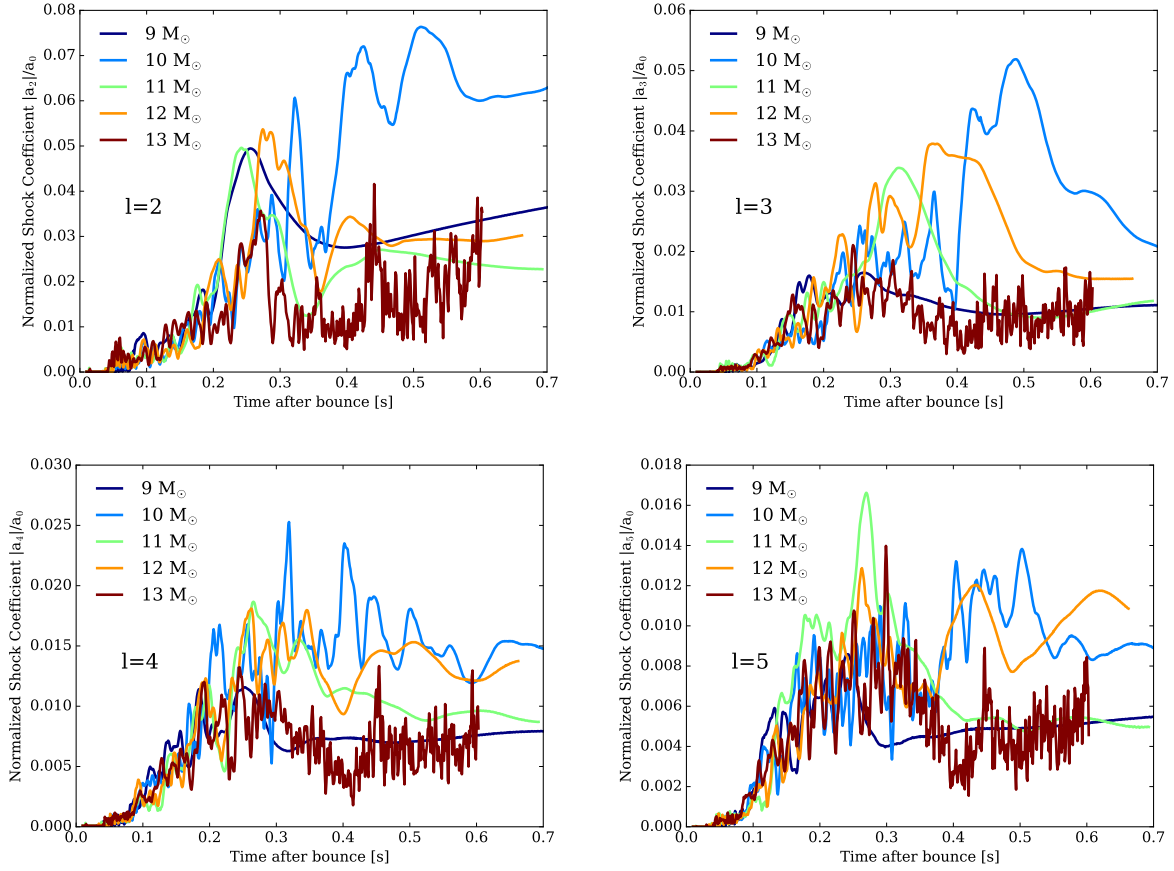 Normalized Shock Coefficient |a₂|/a₀
0.08
0.07
0.06
0.05
0.04
0.03
0.02
0.01
0.00
9 M☉
10 M☉
11 M☉
12 M☉
13 M☉
l=2
0.0 0.1 0.2 0.3 0.4 0.5 0.6 0.7
Time after bounce [s]
Normalized Shock Coefficient |a₃|/a₀
0.06
0.05
0.04
0.03
0.02
0.01
0.00
9 M☉
10 M☉
11 M☉
12 M☉
13 M☉
l=3
0.0 0.1 0.2 0.3 0.4 0.5 0.6 0.7
Time after bounce [s]
Normalized Shock Coefficient |a₄|/a₀
0.030
0.025
0.020
0.015
0.010
0.005
0.000
9 M☉
10 M☉
11 M☉
12 M☉
13 M☉
l=4
0.0 0.1 0.2 0.3 0.4 0.5 0.6 0.7
Time after bounce [s]
Normalized Shock Coefficient |a₅|/a₀
0.018
0.016
0.014
0.012
0.010
0.008
0.006
0.004
0.002
0.000
9 M☉
10 M☉
11 M☉
12 M☉
13 M☉
l=5
0.0 0.1 0.2 0.3 0.4 0.5 0.6 0.7
Time after bounce [s]